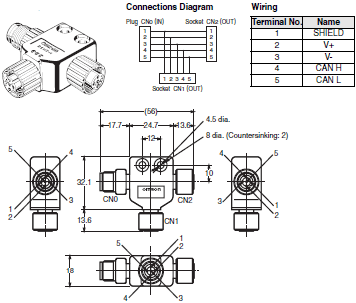 Connections Diagram
Plug CN0 (IN) Socket CN2 (OUT)
1 1
2 2
3 3
4 4
5 5
1 2 3 4 5
Socket CN1 (OUT)
Wiring
Terminal No. Name
1 SHIELD
2 V+
3 V-
4 CAN H
5 CAN L
(56)
17.7 24.7 13.6
12
4.5 dia.
8 dia. (Countersinking: 2)
10
32.1
13.6
OMRON
CN0
CN2
CN1
5 4
1
2 3
4 5
3 1
2
18
5 1
2
4 3